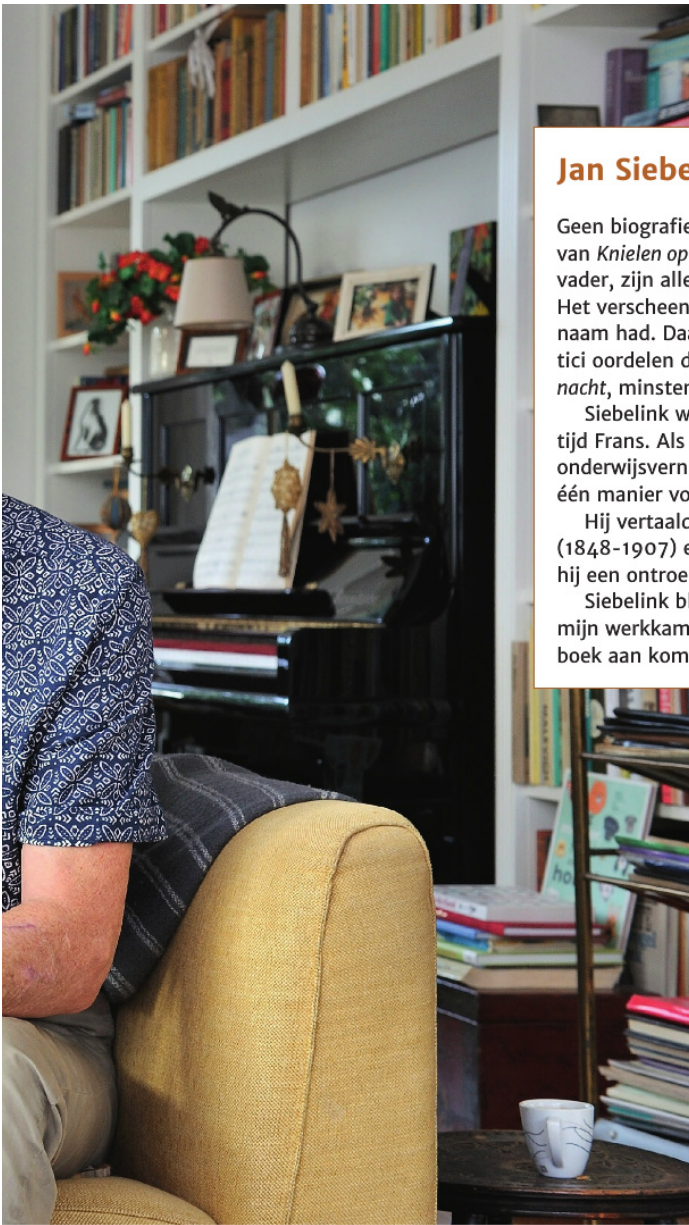 Jan Siebe
Geen biografie
van Knielen op
vader, zijn alle
Het verscheen
naam had. Daa
tici oordelen d
nacht, minster
Siebelink w
tijd Frans. Als
onderwijsvern
één manier vo
Hij vertaald
(1848-1907) e
hij een ontroe
Siebelink bl
mijn werkkam
boek aan kom